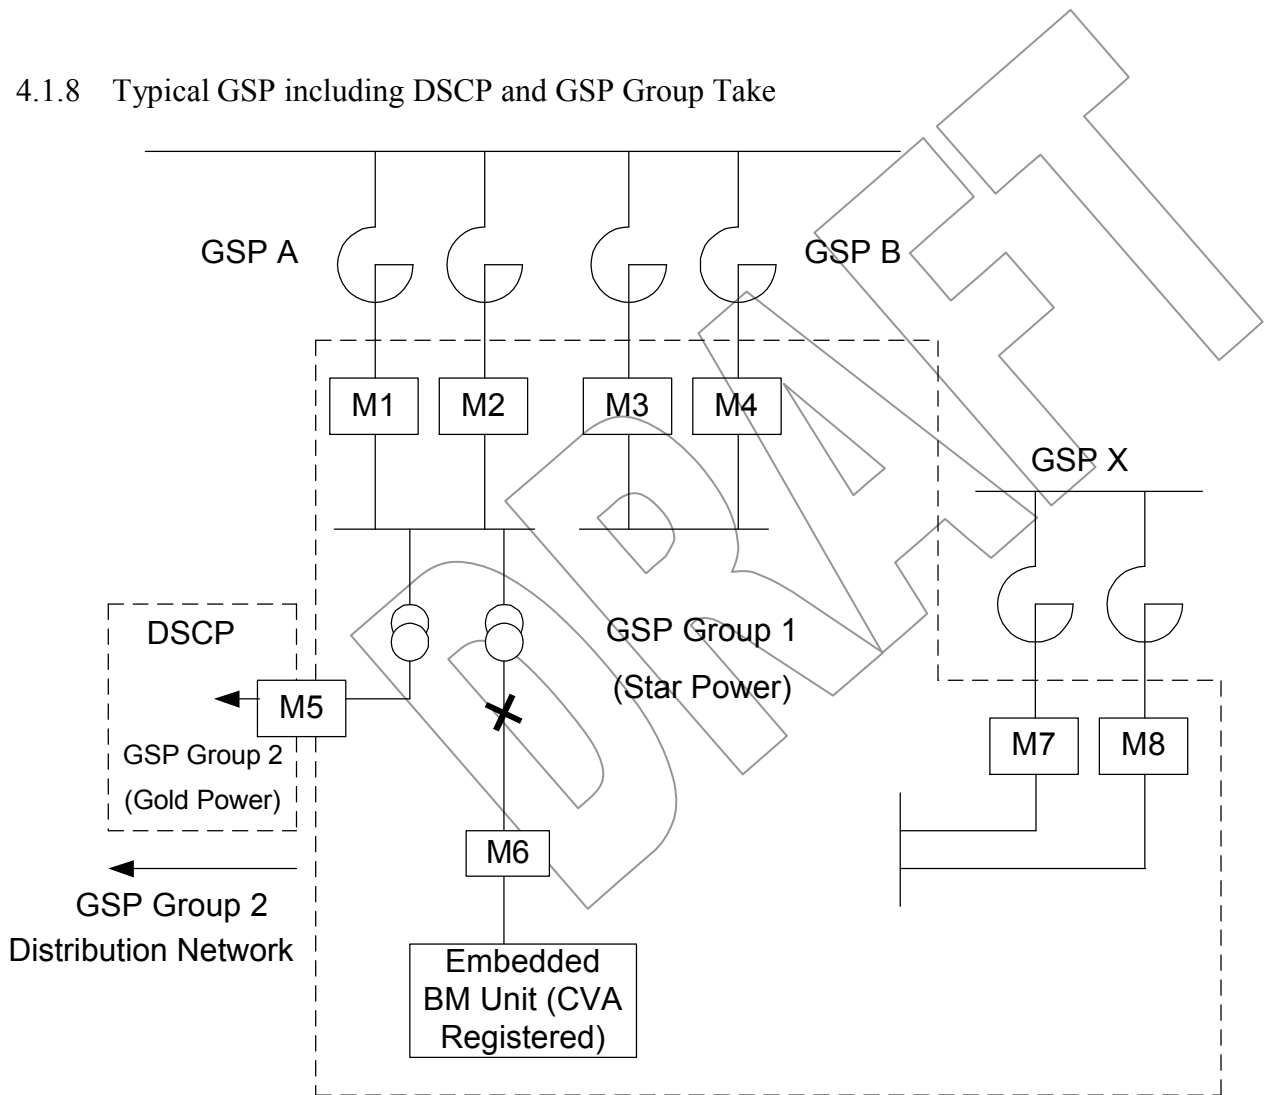 4.1.8 Typical GSP including DSCP and GSP Group Take
GSP A
GSP B
M1
M2
M3
M4
GSP X
DSCP
GSP Group 1
(Star Power)
M5
M7
M8
GSP Group 2
(Gold Power)
M6
GSP Group 2
Distribution Network
Embedded
BM Unit (CVA
Registered)
DRAFT